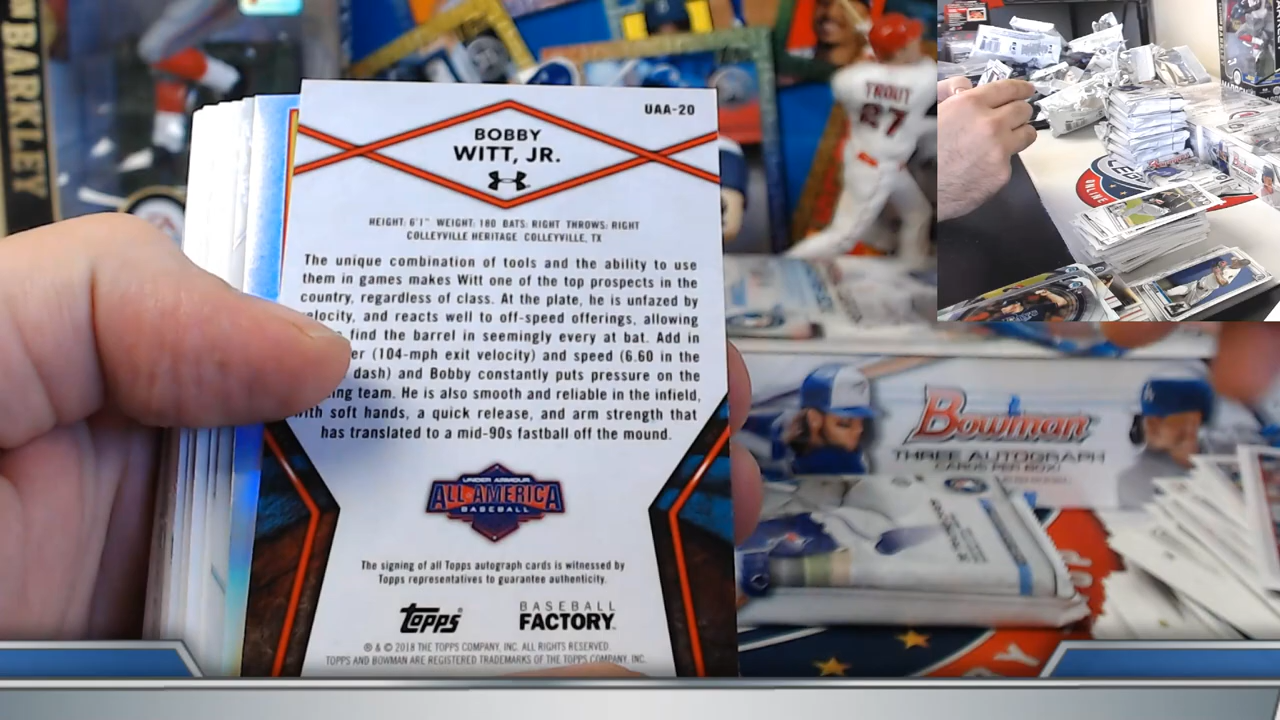 BARKLEY
TROUT
27
UAA-20
BOBBY
WITT, JR.
HEIGHT: 6'1" WEIGHT: 180 BATS: RIGHT THROWS: RIGHT
COLLEYVILLE HERITAGE COLLEYVILLE, TX
The unique combination of tools and the ability to use
them in games makes Witt one of the top prospects in the
country, regardless of class. At the plate, he is unfazed by
elocity, and reacts well to off-speed offerings, allowing
find the barrel in seemingly every at bat. Add in
er (104-mph exit velocity) and speed (6.60 in the
dash) and Bobby constantly puts pressure on the
ing team. He is also smooth and reliable in the infield,
ith soft hands, a quick release, and arm strength that
has translated to a mid-90s fastball off the mound.
UNDER ARMOUR
ALL-AMERICA
BASEBALL
The signing of all Topps autograph cards is witnessed by
Topps representatives to guarantee authenticity.
Topps
BASEBALL
FACTORY
® & © 2018 THE TOPPS COMPANY, INC. ALL RIGHTS RESERVED.
TOPPS AND BOWMAN ARE REGISTERED TRADEMARKS OF THE TOPPS COMPANY, INC.
Bowman
THREE AUTOGRAPH
CARDS PER BOX!
ONLINE